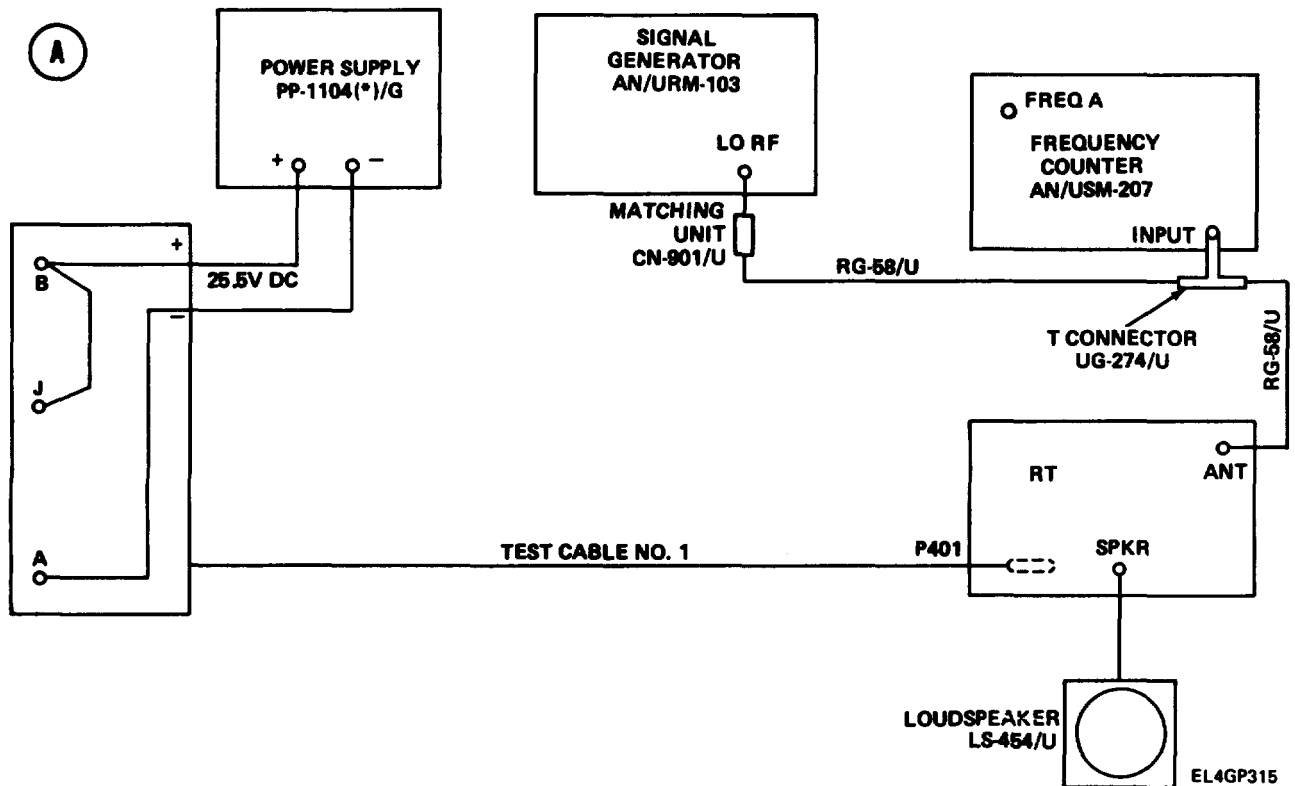 A
POWER SUPPLY
PP-1104(*)/G
+
−
SIGNAL
GENERATOR
AN/URM-103
LO RF
MATCHING
UNIT
CN-901/U
RG-58/U
FREQ A
FREQUENCY
COUNTER
AN/USM-207
INPUT
T CONNECTOR
UG-274/U
RG-58/U
+
25.5V DC
−
B
J
A
TEST CABLE NO. 1
P401
RT
ANT
SPKR
LOUDSPEAKER
LS-454/U
EL4GP315